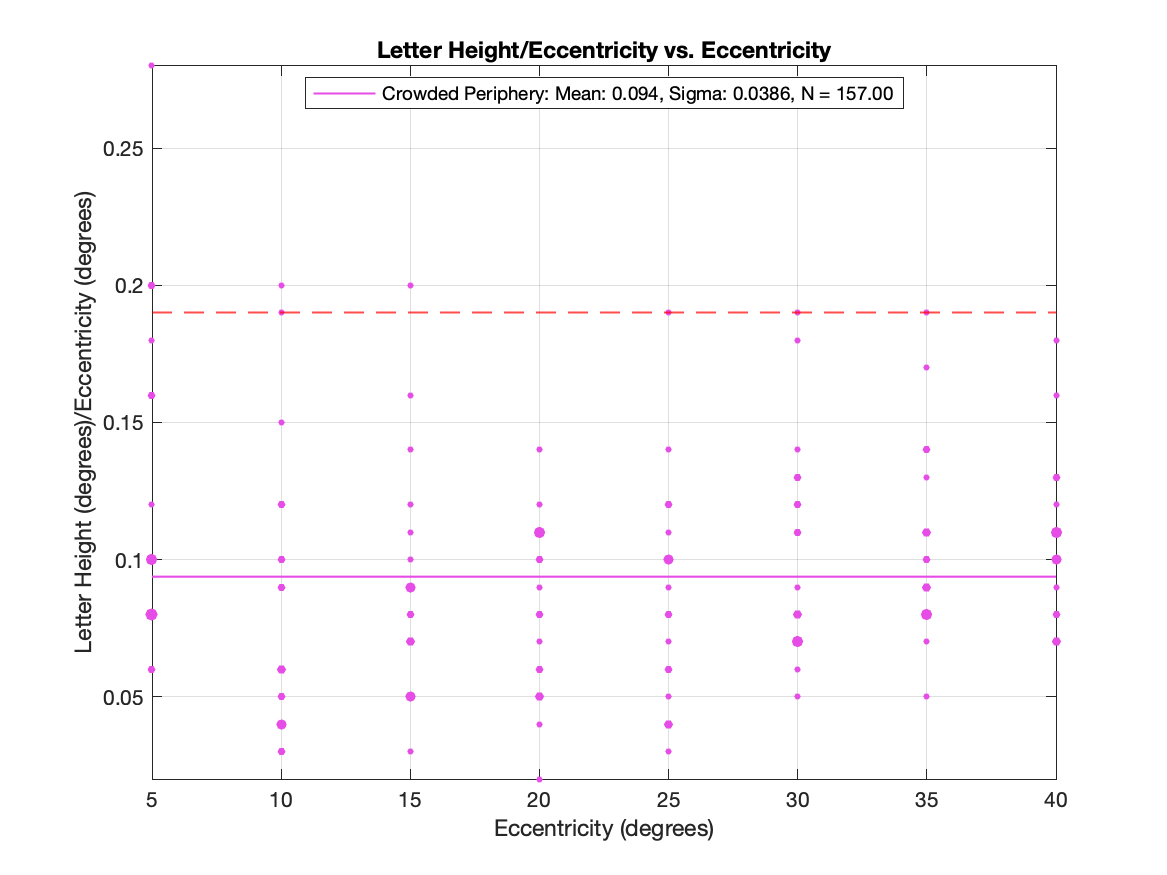 Letter Height/Eccentricity vs. Eccentricity
Crowded Periphery: Mean: 0.094, Sigma: 0.0386, N = 157.00
Letter Height (degrees)/Eccentricity (degrees)
0.25
0.2
0.15
0.1
0.05
5 10 15 20 25 30 35 40
Eccentricity (degrees)